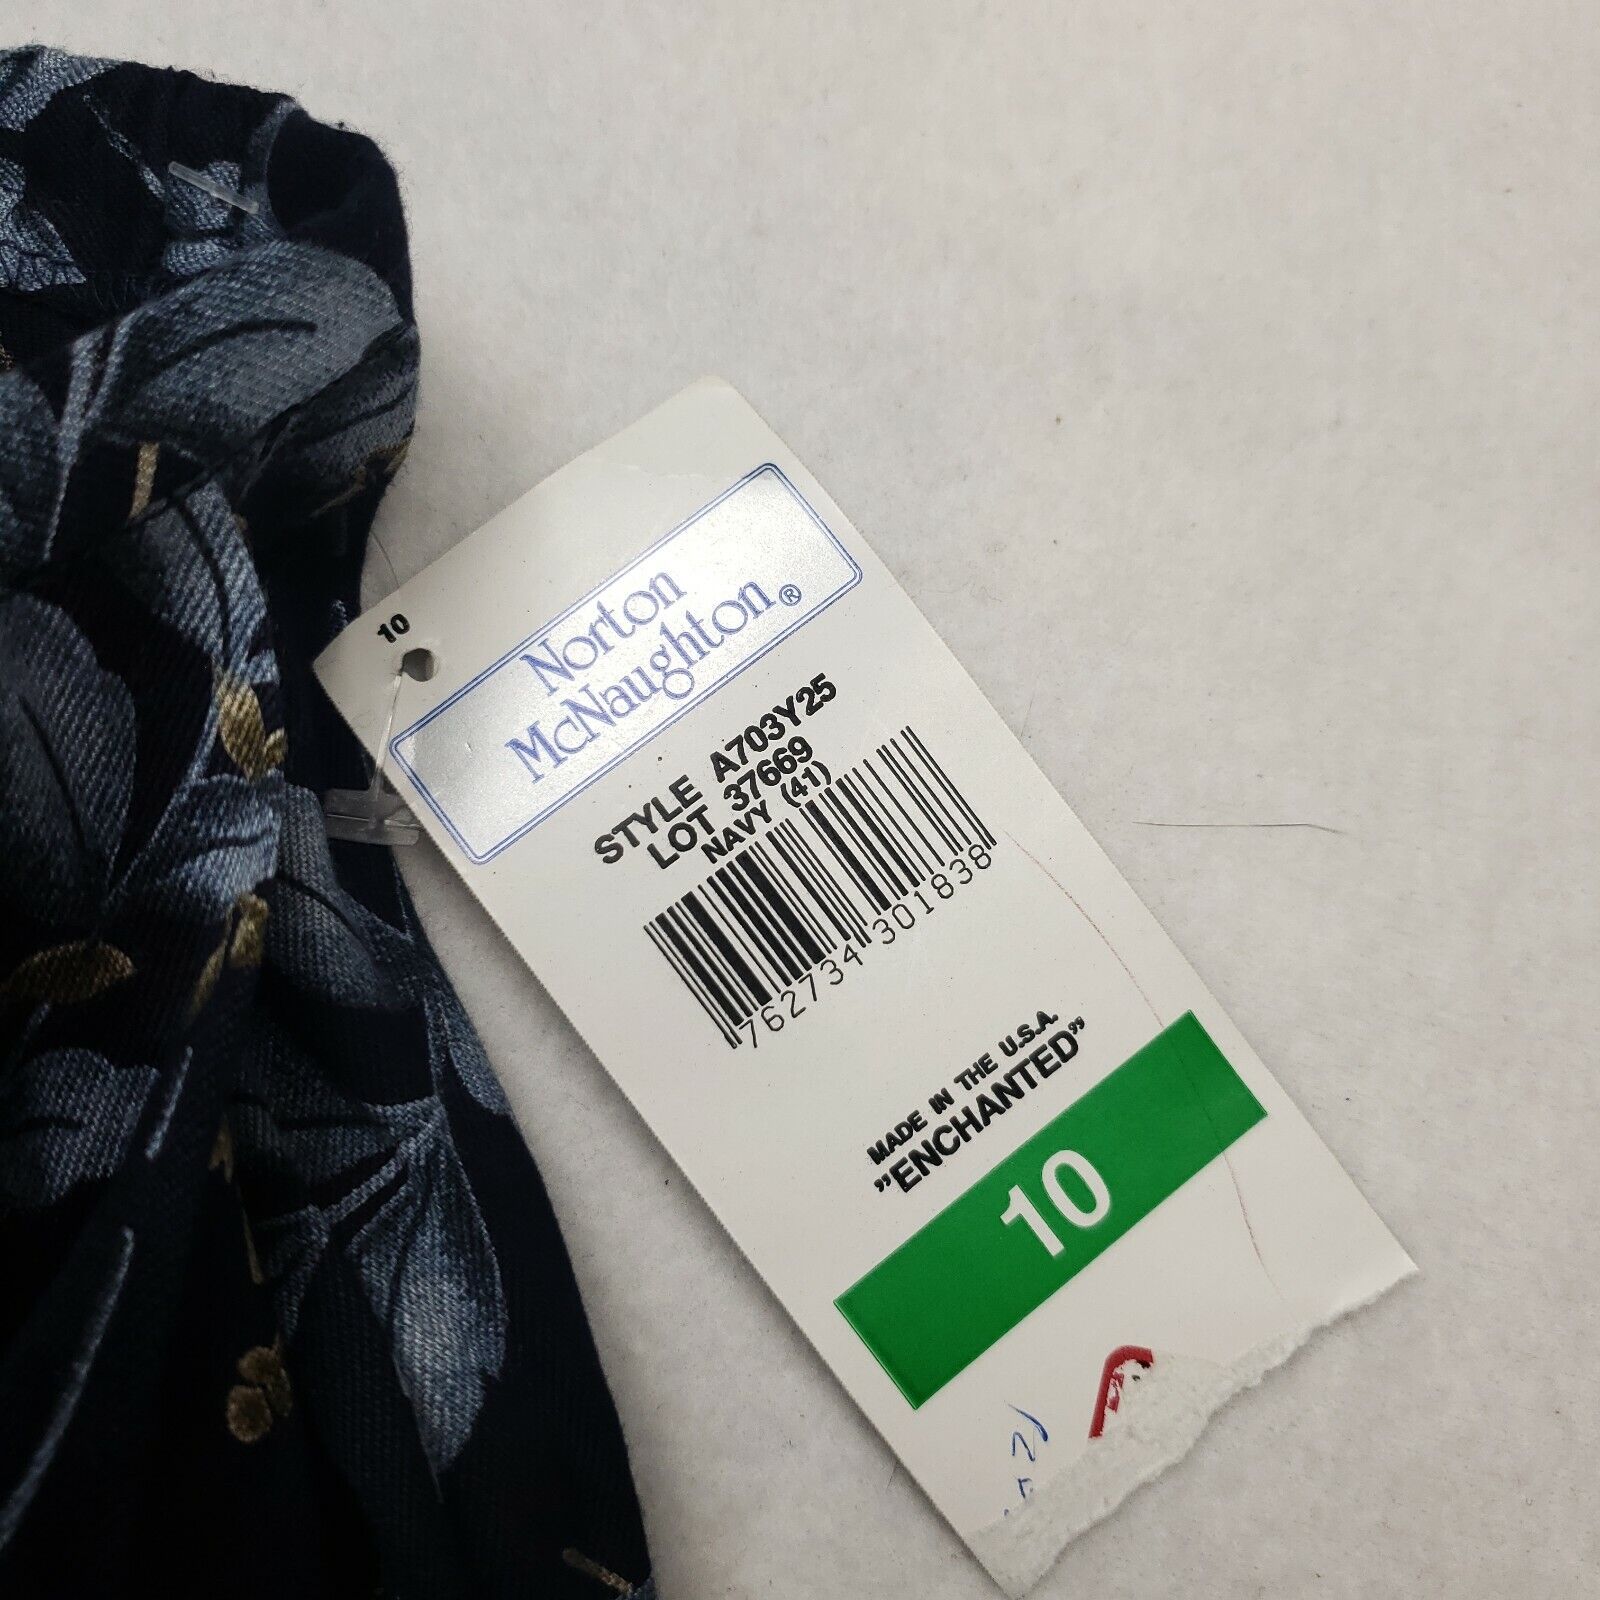 10
Norton
McNaughton®
STYLE A703Y25
LOT 37669
NAVY (41)
762734 301838
MADE IN THE U.S.A.
"ENCHANTED"
10